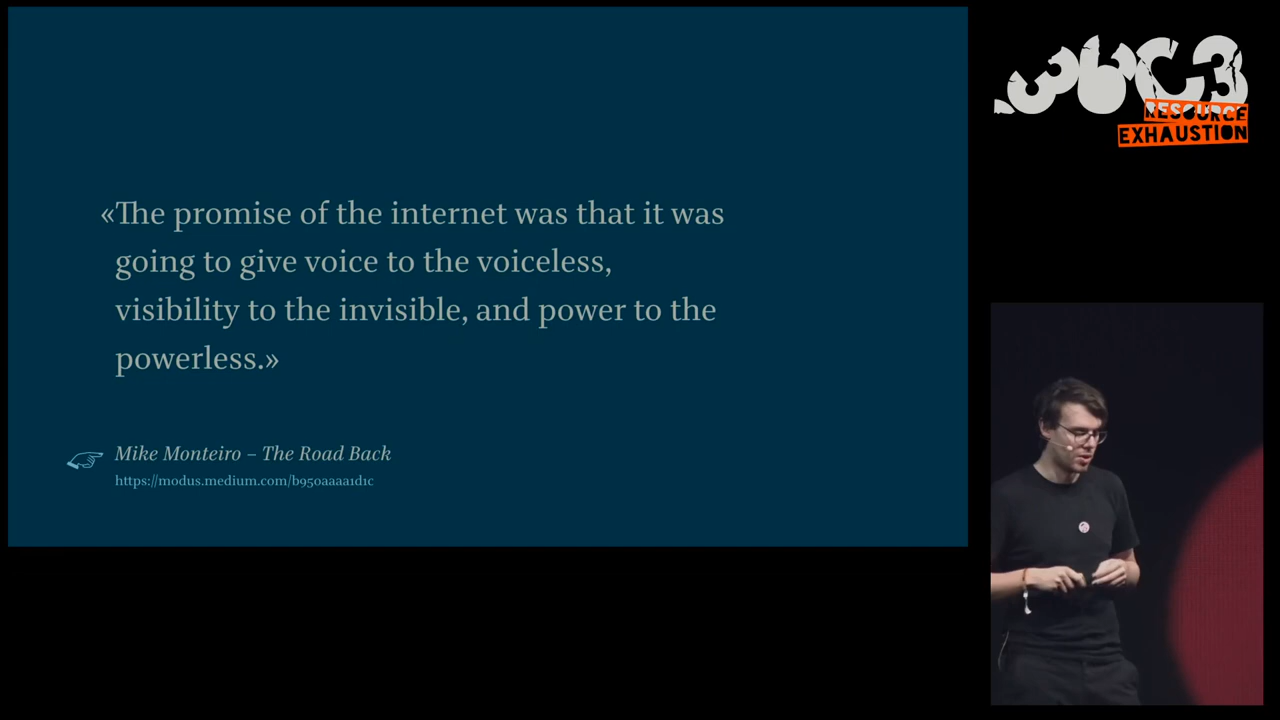 «The promise of the internet was that it was
going to give voice to the voiceless,
visibility to the invisible, and power to the
powerless.»
Mike Monteiro – The Road Back
https://modus.medium.com/b950aaaa1d1c
36C3
RESOURCE
EXHAUSTION